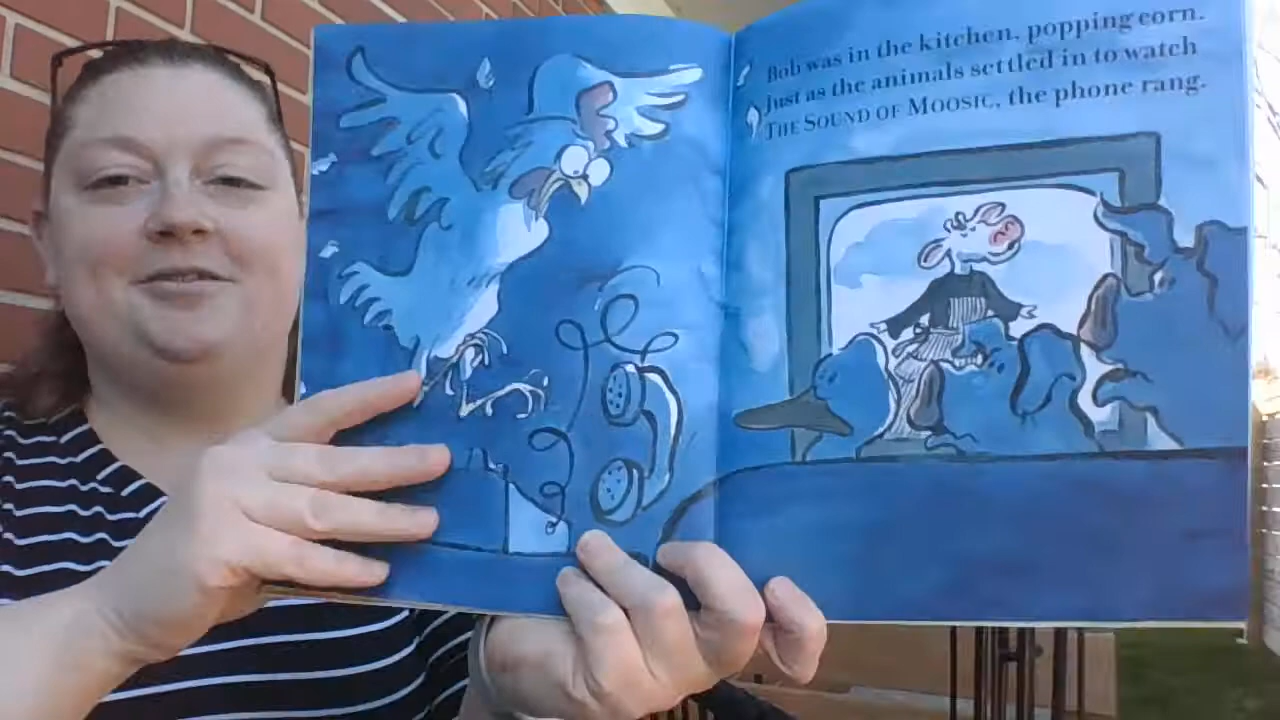 Bob was in the kitchen, popping corn.
Just as the animals settled in to watch
THE SOUND OF MOOSIC, the phone rang.